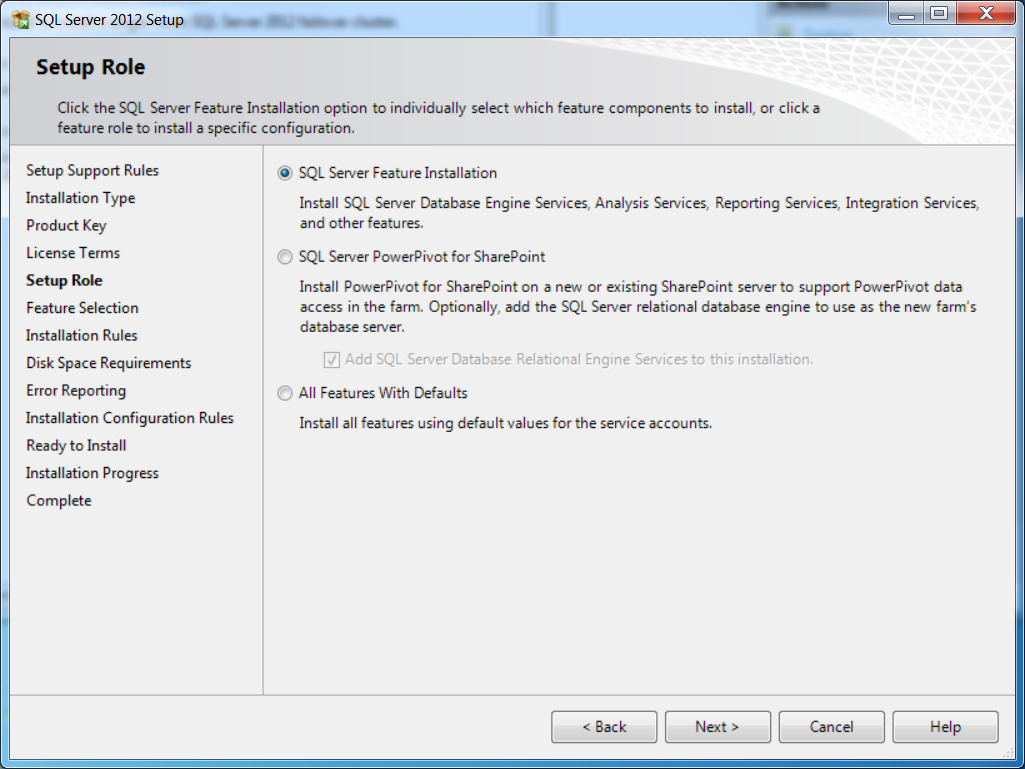 SQL Server 2012 Setup
Setup Role
Click the SQL Server Feature Installation option to individually select which feature components to install, or click a
feature role to install a specific configuration.
Setup Support Rules
Installation Type
Product Key
License Terms
Setup Role
Feature Selection
Installation Rules
Disk Space Requirements
Error Reporting
Installation Configuration Rules
Ready to Install
Installation Progress
Complete
SQL Server Feature Installation
Install SQL Server Database Engine Services, Analysis Services, Reporting Services, Integration Services,
and other features.
SQL Server PowerPivot for SharePoint
Install PowerPivot for SharePoint on a new or existing SharePoint server to support PowerPivot data
access in the farm. Optionally, add the SQL Server relational database engine to use as the new farm's
database server.
Add SQL Server Database Relational Engine Services to this installation.
All Features With Defaults
Install all features using default values for the service accounts.
< Back
Next >
Cancel
Help